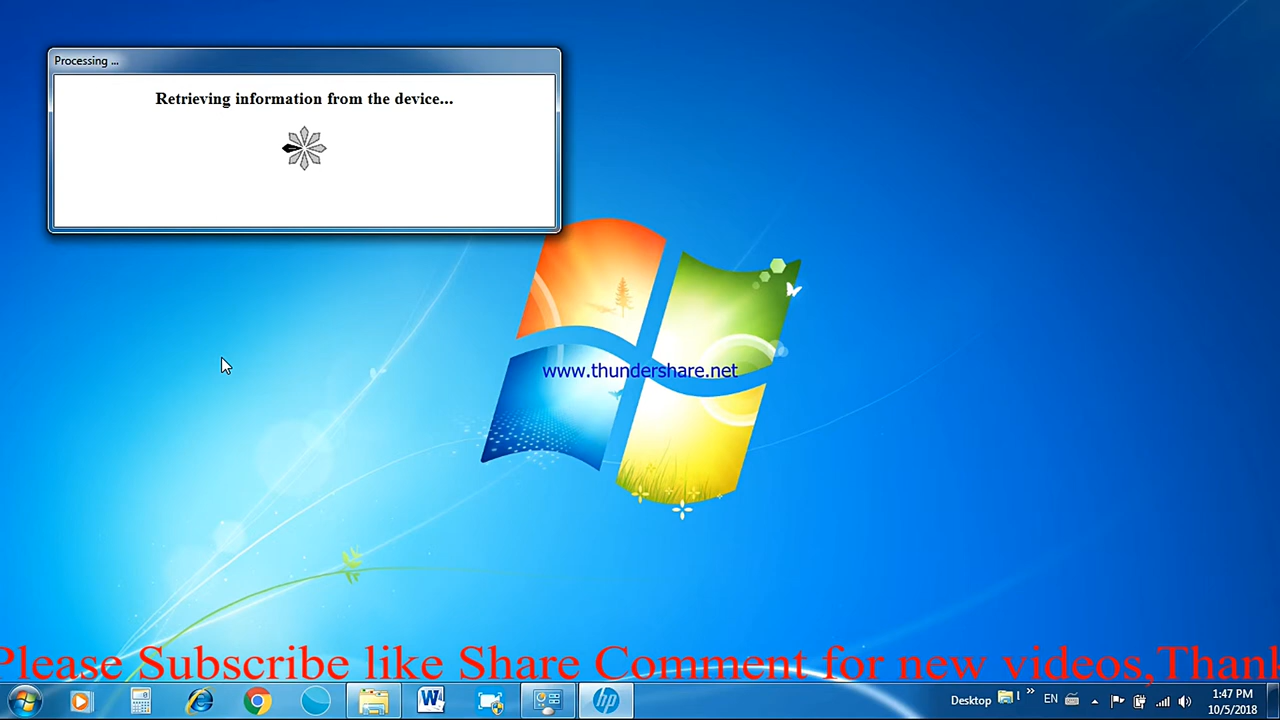 Processing ...
Retrieving information from the device...
www.thundershare.net
Please Subscribe like Share Comment for new videos,Thank
W
hp
Desktop
EN
1:47 PM
10/5/2018